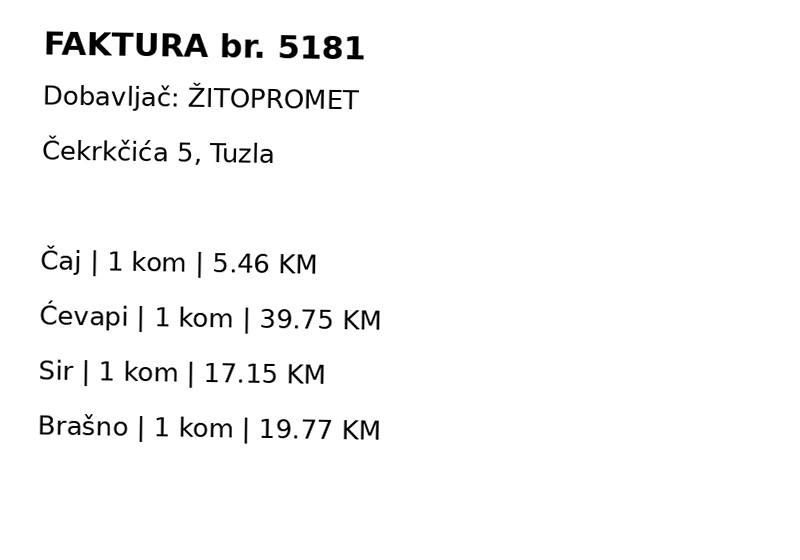 FAKTURA br. 5181
Dobavljač: ŽITOPROMET
Čekrkčića 5, Tuzla
Čaj | 1 kom | 5.46 KM
Ćevapi | 1 kom | 39.75 KM
Sir | 1 kom | 17.15 KM
Brašno | 1 kom | 19.77 KM